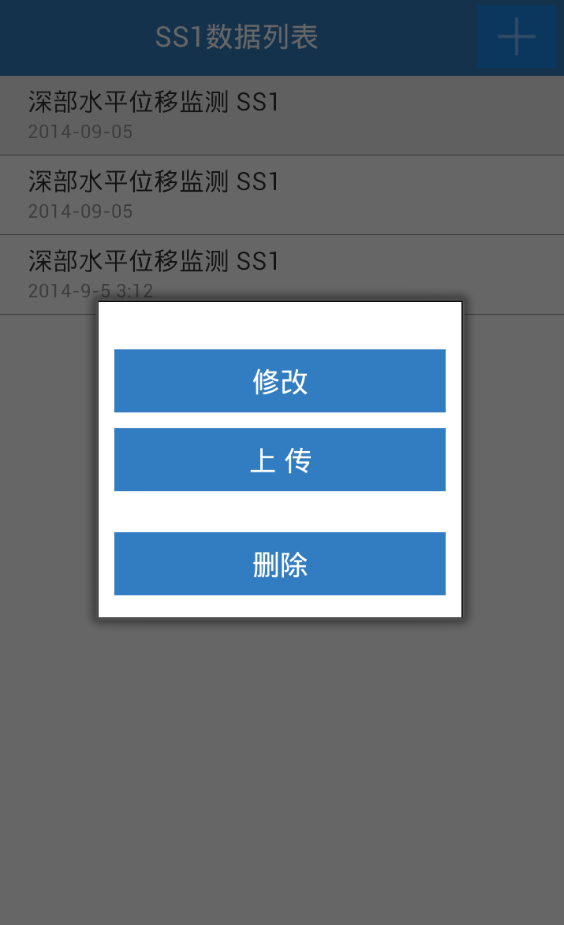 SS1数据列表
深部水平位移监测 SS1
2014-09-05
深部水平位移监测 SS1
2014-09-05
深部水平位移监测 SS1
2014-9-5 3:12
修改
上 传
删除